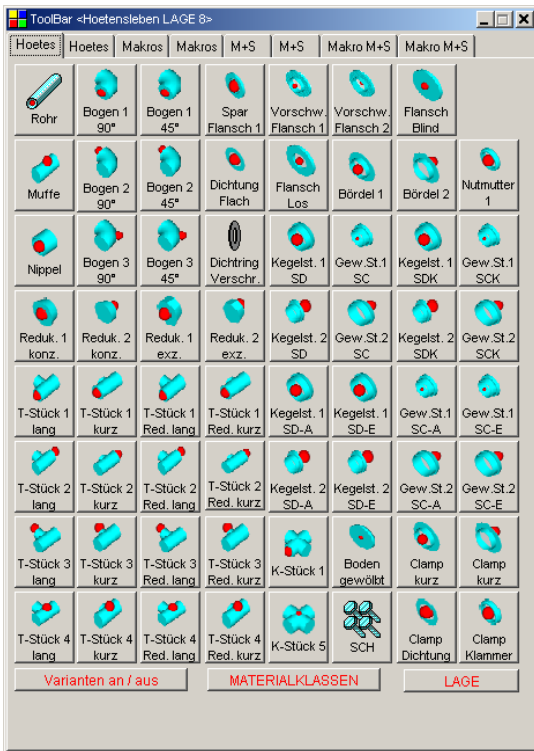 ToolBar <Hoetensleben LAGE 8>
Hoetes Hoetes Makros Makros M+S M+S Makro M+S Makro M+S
Rohr
Bogen 1
90°
Bogen 1
45°
Spar
Flansch 1
Vorschw.
Flansch 1
Vorschw.
Flansch 2
Flansch
Blind
Muffe
Bogen 2
90°
Bogen 2
45°
Dichtung
Flach
Flansch
Los
Bördel 1
Bördel 2
Nutmutter
1
Nippel
Bogen 3
90°
Bogen 3
45°
Dichtring
Verschr.
Kegelst. 1
SD
Gew.St.1
SC
Kegelst. 1
SDK
Gew.St.1
SCK
Reduk. 1
konz.
Reduk. 2
konz.
Reduk. 1
exz.
Reduk. 2
exz.
Kegelst. 2
SD
Gew.St.2
SC
Kegelst. 2
SDK
Gew.St.2
SCK
T-Stück 1
lang
T-Stück 1
kurz
T-Stück 1
Red. lang
T-Stück 1
Red. kurz
Kegelst. 1
SD-A
Kegelst. 1
SD-E
Gew.St.1
SC-A
Gew.St.1
SC-E
T-Stück 2
lang
T-Stück 2
kurz
T-Stück 2
Red. lang
T-Stück 2
Red. kurz
Kegelst. 2
SD-A
Kegelst. 2
SD-E
Gew.St.2
SC-A
Gew.St.2
SC-E
T-Stück 3
lang
T-Stück 3
kurz
T-Stück 3
Red. lang
T-Stück 3
Red. kurz
K-Stück 1
Boden
gewölbt
Clamp
kurz
Clamp
kurz
T-Stück 4
lang
T-Stück 4
kurz
T-Stück 4
Red. lang
T-Stück 4
Red. kurz
K-Stück 5
SCH
Clamp
Dichtung
Clamp
Klammer
Varianten an / aus
MATERIALKLASSEN
LAGE